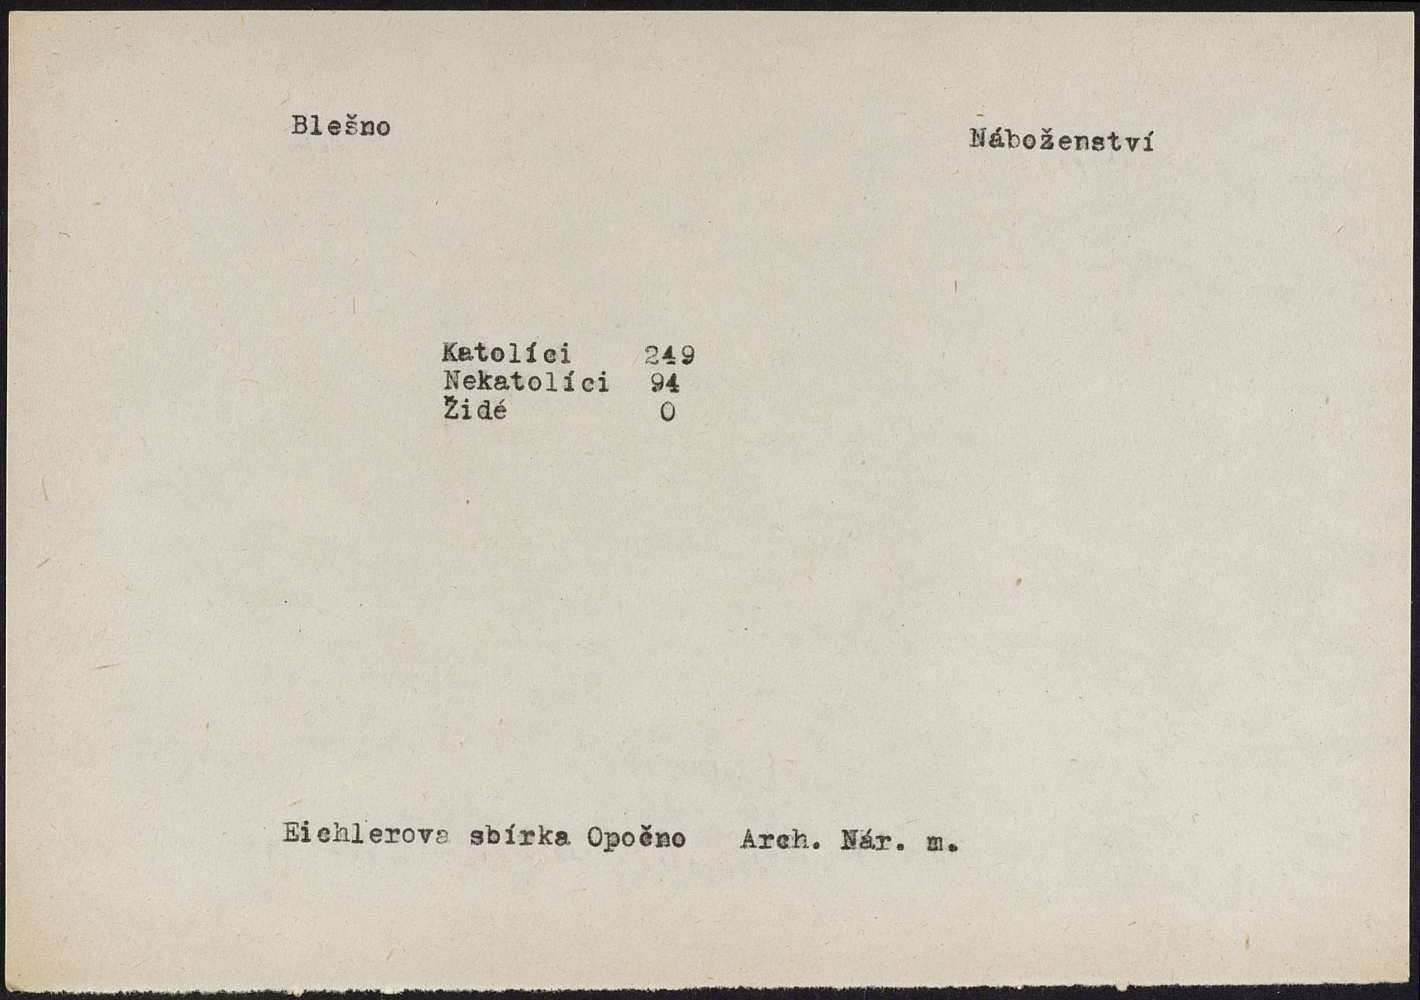 Blešno
Náboženství
Katolíci 249
Nekatolíci 94
Židé 0
Eichlerova sbírka Opočno Arch. Nár. m.